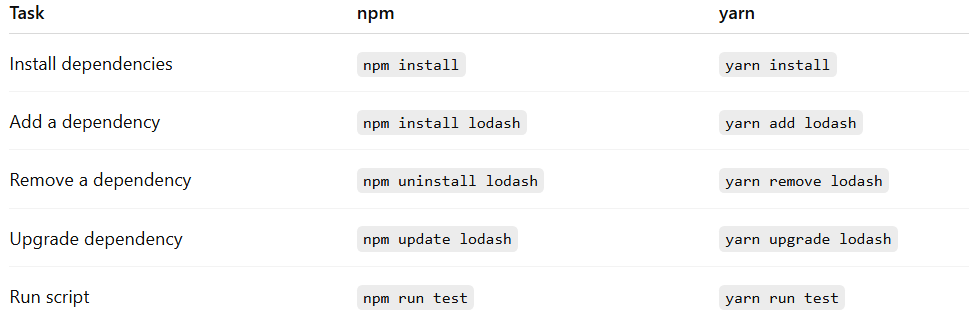 Task npm yarn
Install dependencies npm install yarn install
Add a dependency npm install lodash yarn add lodash
Remove a dependency npm uninstall lodash yarn remove lodash
Upgrade dependency npm update lodash yarn upgrade lodash
Run script npm run test yarn run test